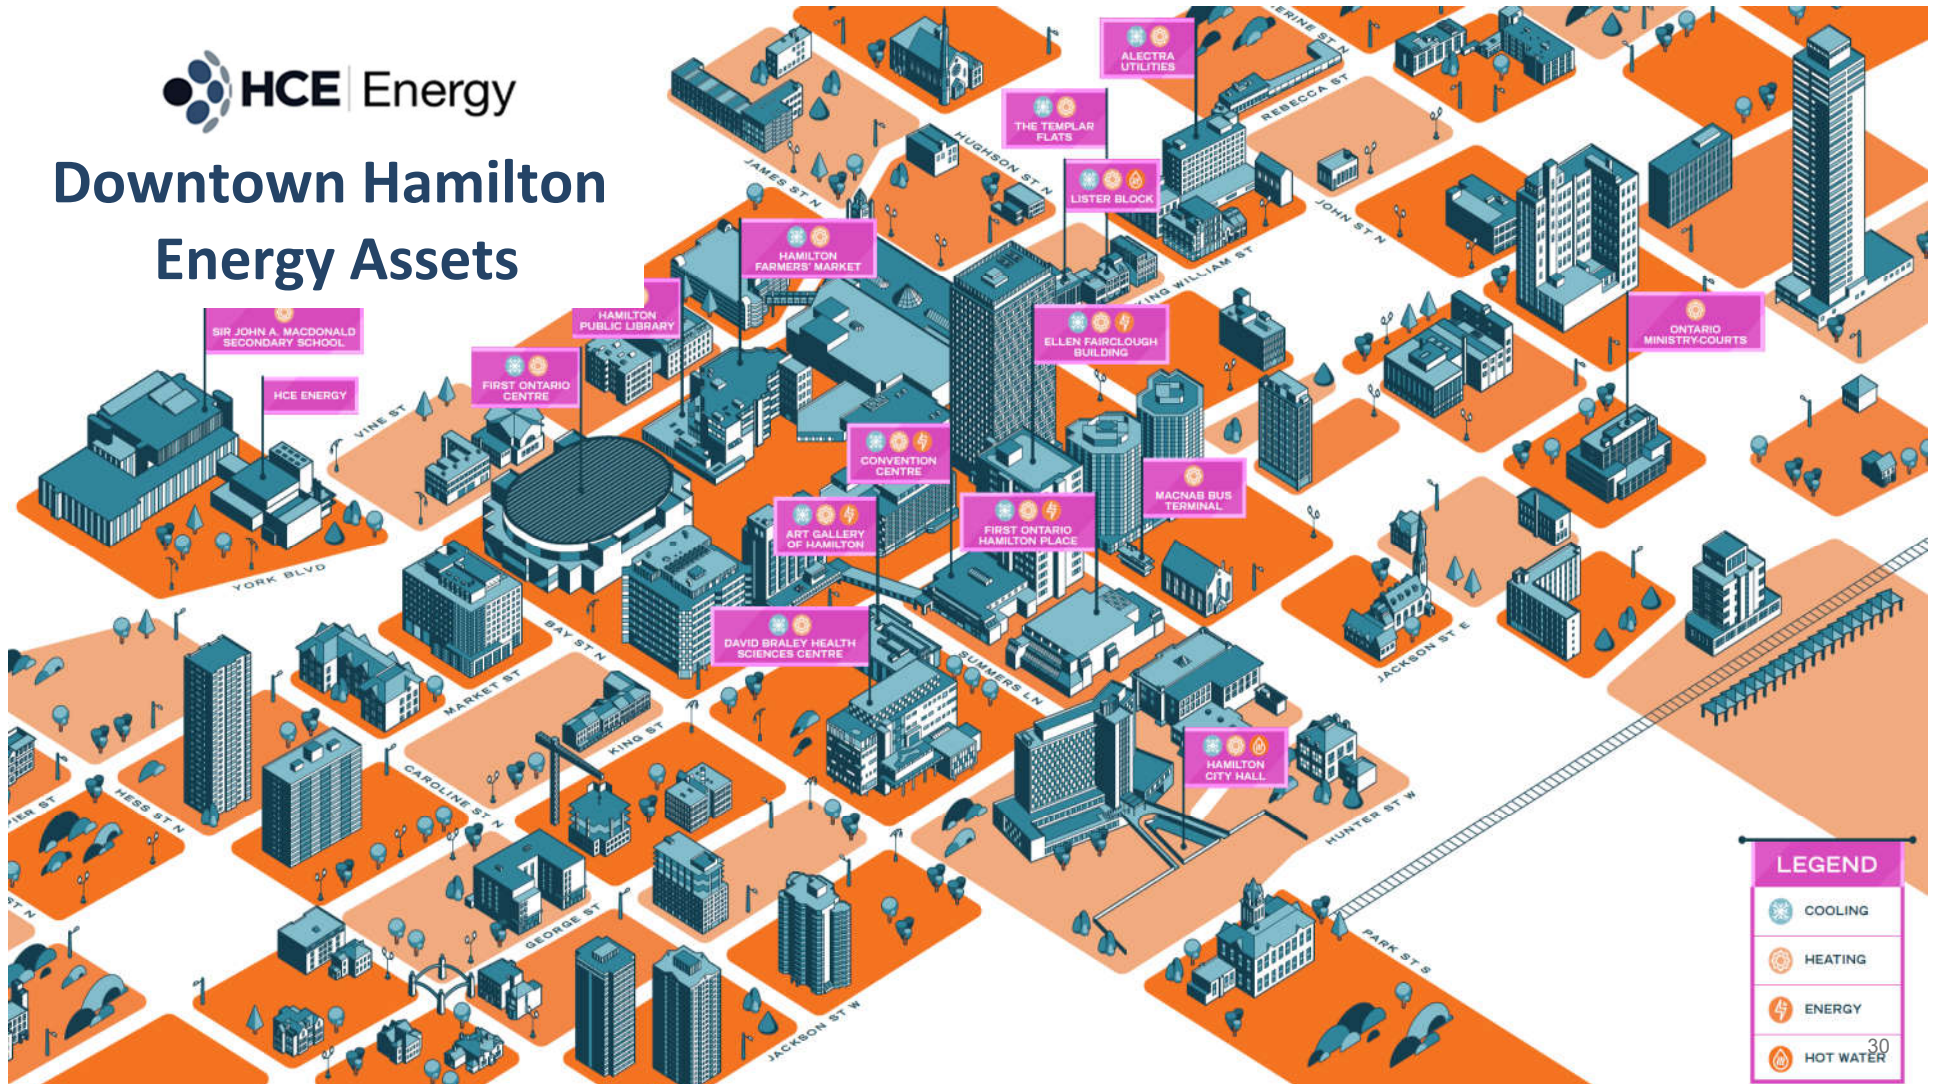 HCE Energy
Downtown Hamilton
Energy Assets
ALECTRA
UTILITIES
THE TEMPLAR
FLATS
LISTER BLOCK
HAMILTON
FARMERS' MARKET
HAMILTON
PUBLIC LIBRARY
SIR JOHN A. MACDONALD
SECONDARY SCHOOL
HCE ENERGY
FIRST ONTARIO
CENTRE
ELLEN FAIRCLOUGH
BUILDING
ONTARIO
MINISTRY-COURTS
CONVENTION
CENTRE
MACNAB BUS
TERMINAL
ART GALLERY
OF HAMILTON
FIRST ONTARIO
HAMILTON PLACE
DAVID BRALEY HEALTH
SCIENCES CENTRE
HAMILTON
CITY HALL
ERINE ST N
REBECCA ST
HUGHSON ST N
JAMES ST N
JOHN ST N
KING WILLIAM ST
VINE ST
YORK BLVD
BAY ST N
MARKET ST
SUMMERS LN
JACKSON ST E
KING ST
CAROLINE ST N
HESS ST N
PIER ST
ST N
HUNTER ST W
GEORGE ST
PARK ST S
JACKSON ST W
LEGEND
COOLING
HEATING
ENERGY
HOT WATER
30